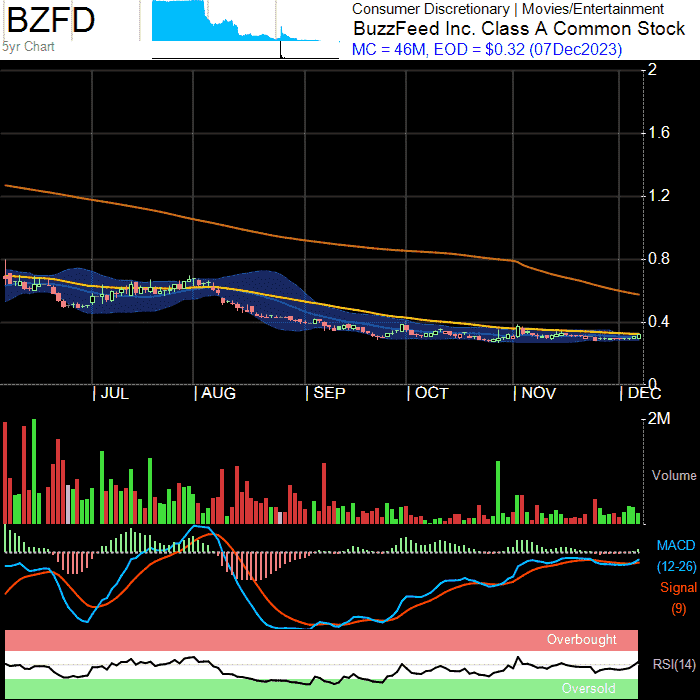 BZFD
5yr Chart
Consumer Discretionary | Movies/Entertainment
BuzzFeed Inc. Class A Common Stock
MC = 46M, EOD = $0.32 (07Dec2023)
2
1.6
1.2
0.8
0.4
0
| JUL | AUG | SEP | OCT | NOV | DEC
2M
Volume
MACD
(12-26)
Signal
(9)
Overbought
RSI(14)
Oversold